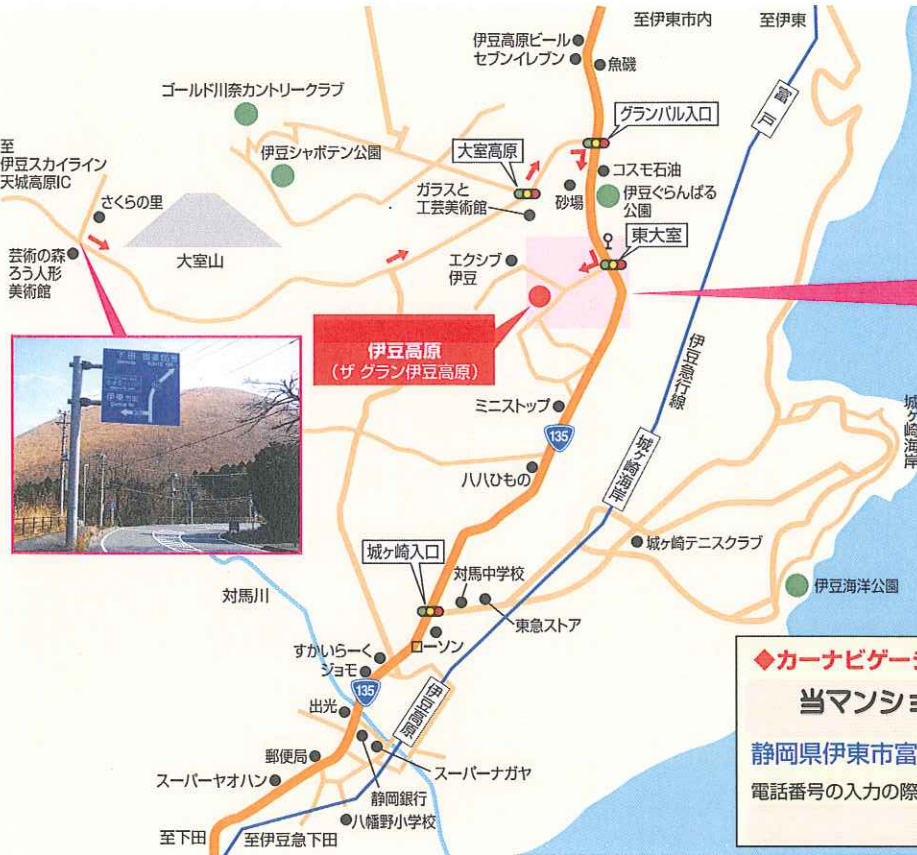 至伊東市内
至伊東
伊豆高原ビール
セブンイレブン
魚磯
富戸
ゴールド川奈カントリークラブ
グランパル入口
至
伊豆スカイライン
天城高原IC
伊豆シャボテン公園
大室高原
コスモ石油
さくらの里
ガラスと
工芸美術館
砂場
伊豆ぐらんぱる
公園
東大室
芸術の森
ろう人形
美術館
大室山
エクシブ
伊豆
伊豆高原
(ザ グラン伊豆高原)
伊豆急行線
ミニストップ
135
城ヶ崎海岸
城ヶ崎海岸
八八ひもの
下田
伊東
城ヶ崎テニスクラブ
城ヶ崎入口
対馬中学校
伊豆海洋公園
対馬川
東急ストア
ローソン
すかいらーく
ジョモ
135
伊豆高原
出光
郵便局
スーパーナガヤ
スーパーヤオハン
静岡銀行
八幡野小学校
至下田
至伊豆急下田
◆カーナビゲー
当マンショ
静岡県伊東市富
電話番号の入力の際